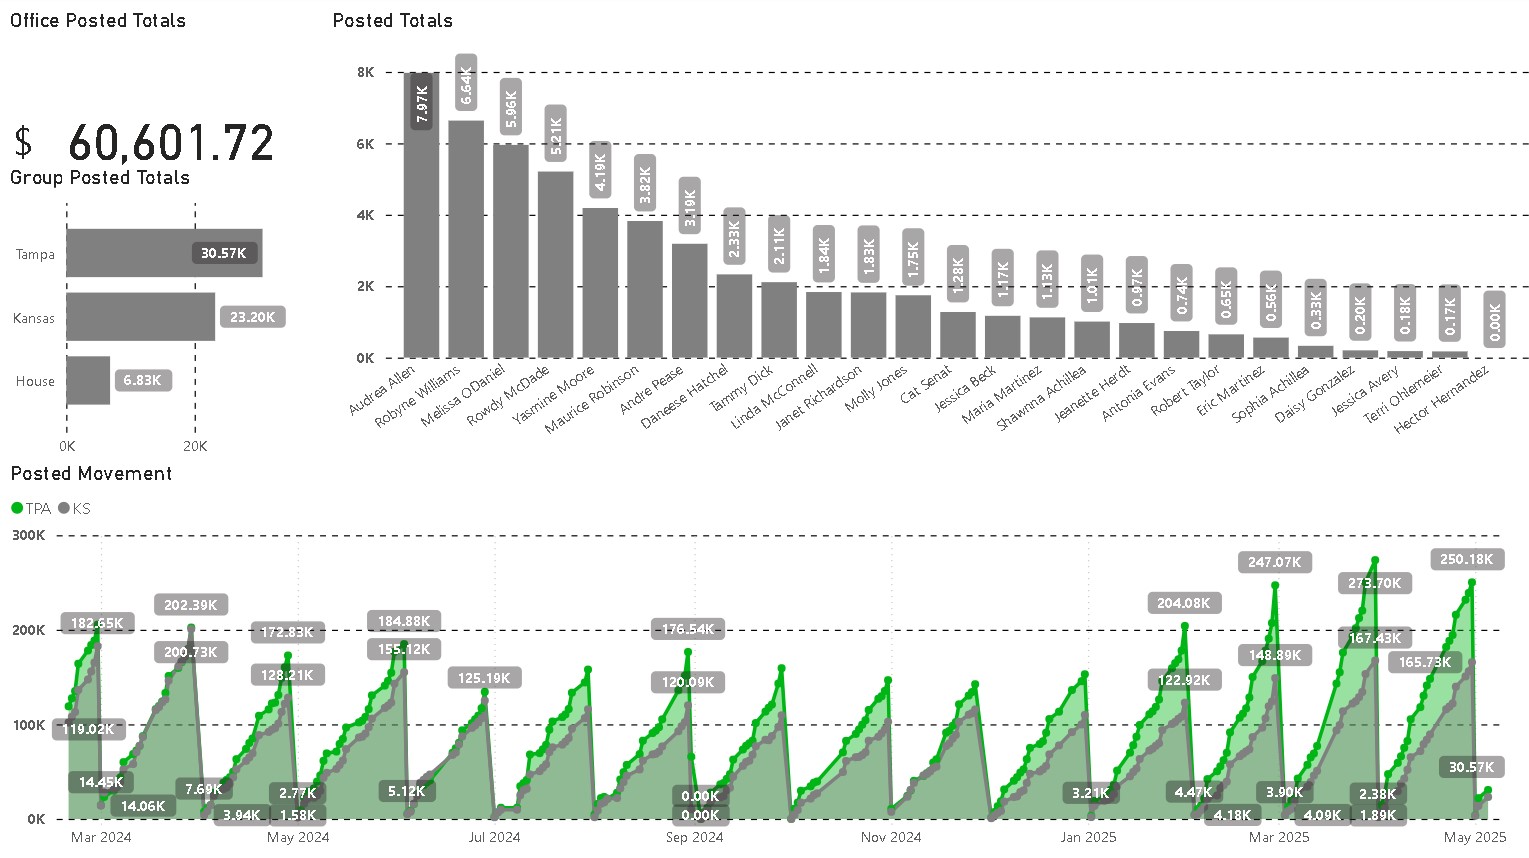 Office Posted Totals
$ 60,601.72
Group Posted Totals
Tampa 30.57K
Kansas 23.20K
House 6.83K
0K 20K
Posted Totals
8K
6K
4K
2K
0K
7.97K 6.64K 5.96K 5.21K 4.19K 3.82K 3.19K 2.33K 2.11K 1.84K 1.83K 1.75K 1.28K 1.17K 1.13K 1.01K 0.97K 0.74K 0.65K 0.56K 0.33K 0.20K 0.18K 0.17K 0.00K
Audrea Allen
Robyne Williams
Melissa O'Daniel
Rowdy McDade
Yasmine Moore
Maurice Robinson
Andre Pease
Daneese Hatchel
Tammy Dick
Linda McConnell
Janet Richardson
Molly Jones
Cat Senat
Jessica Beck
Maria Martinez
Shawnna Achillea
Jeanette Herdt
Antonia Evans
Robert Taylor
Eric Martinez
Sophia Achillea
Daisy Gonzalez
Jessica Avery
Terri Ohlemeier
Hector Hernandez
Posted Movement
TPA KS
300K
200K
100K
0K
182.65K
119.02K
14.45K
14.06K
202.39K
200.73K
7.69K
3.94K
172.83K
128.21K
2.77K
1.58K
184.88K
155.12K
5.12K
125.19K
176.54K
120.09K
0.00K
0.00K
3.21K
204.08K
122.92K
4.47K
4.18K
247.07K
148.89K
3.90K
4.09K
273.70K
167.43K
2.38K
1.89K
250.18K
165.73K
30.57K
Mar 2024 May 2024 Jul 2024 Sep 2024 Nov 2024 Jan 2025 Mar 2025 May 2025